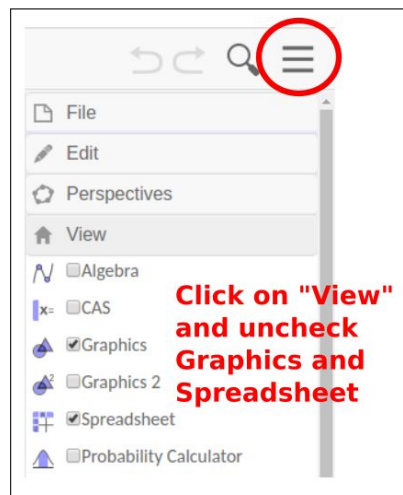 File
Edit
Perspectives
View
Algebra
x= CAS
Graphics
2 Graphics 2
Spreadsheet
Probability Calculator
Click on "View"
and uncheck
Graphics and
Spreadsheet